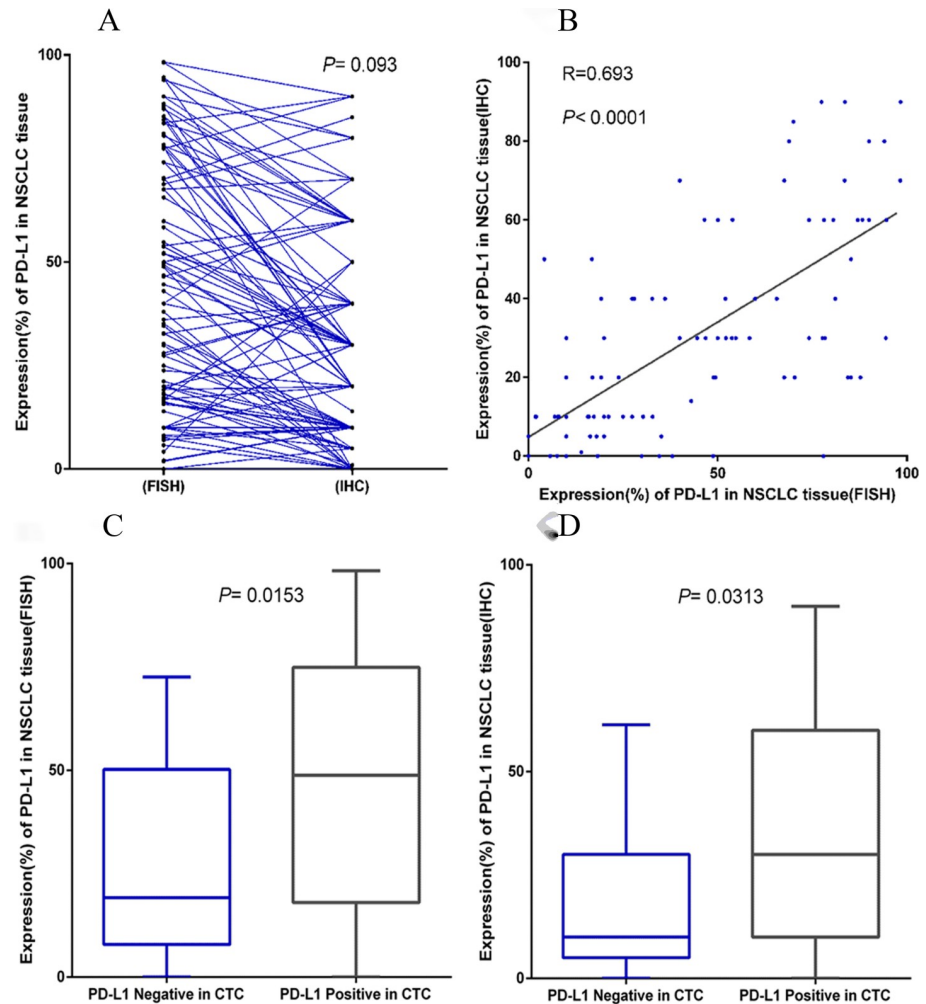 A
Expression(%) of PD-L1 in NSCLC tissue
100
50
0
P= 0.093
(FISH)
(IHC)
B
Expression(%) of PD-L1 in NSCLC tissue(IHC)
100
80
60
40
20
0
R=0.693
P< 0.0001
0
50
100
Expression(%) of PD-L1 in NSCLC tissue(FISH)
C
Expression(%) of PD-L1 in NSCLC tissue(FISH)
100
50
0
P= 0.0153
PD-L1 Negative in CTC
PD-L1 Positive in CTC
D
Expression(%) of PD-L1 in NSCLC tissue(IHC)
100
50
0
P= 0.0313
PD-L1 Negative in CTC
PD-L1 Positive in CTC